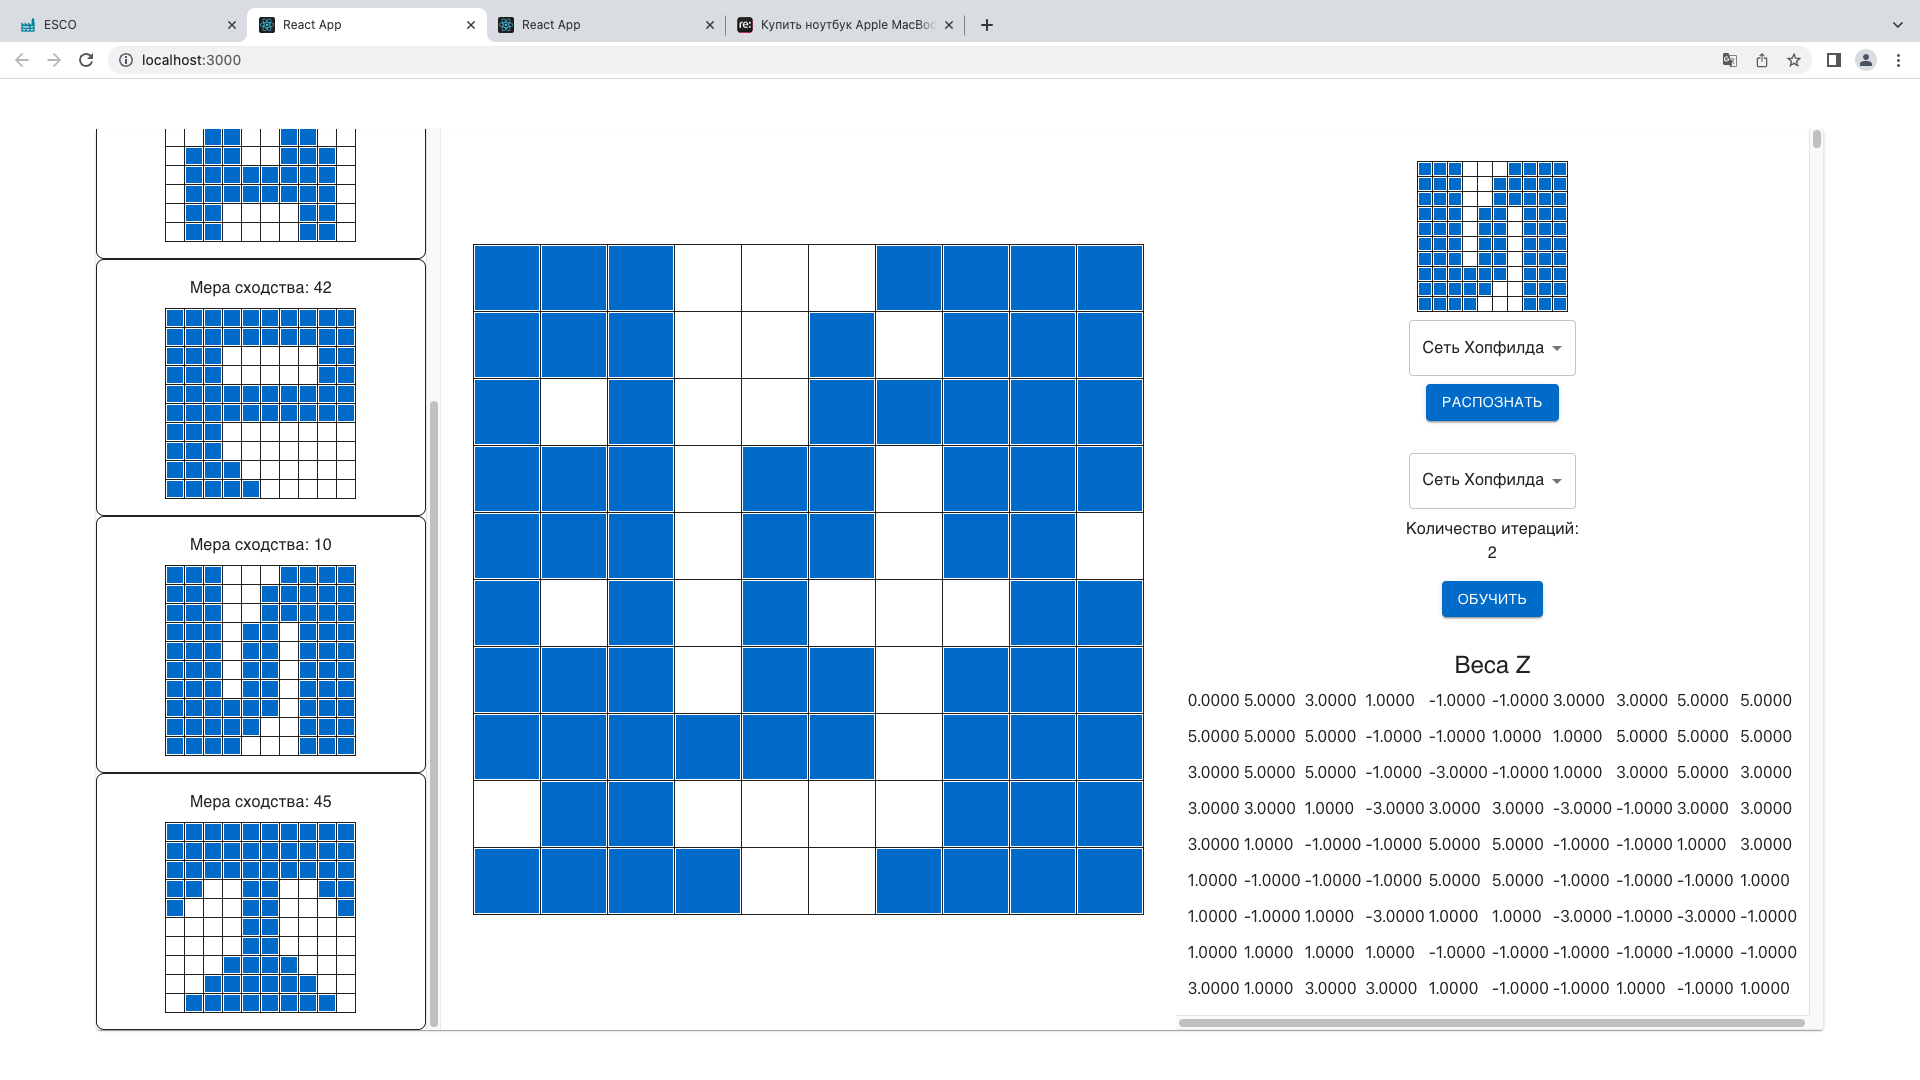 ESCO
React App
React App
re: Купить ноутбук Apple MacBoo
localhost:3000
Мера сходства: 42
Мера сходства: 10
Мера сходства: 45
Сеть Хопфилда
РАСПОЗНАТЬ
Сеть Хопфилда
Количество итераций:
2
ОБУЧИТЬ
Веса Z
0.0000 5.0000 3.0000 1.0000 -1.0000 -1.0000 3.0000 3.0000 5.0000 5.0000
5.0000 5.0000 5.0000 -1.0000 -1.0000 1.0000 1.0000 5.0000 5.0000 5.0000
3.0000 5.0000 5.0000 -1.0000 -3.0000 -1.0000 1.0000 3.0000 5.0000 3.0000
3.0000 3.0000 1.0000 -3.0000 3.0000 3.0000 -3.0000 -1.0000 3.0000 3.0000
3.0000 1.0000 -1.0000 -1.0000 5.0000 5.0000 -1.0000 -1.0000 1.0000 3.0000
1.0000 -1.0000 -1.0000 -1.0000 5.0000 5.0000 -1.0000 -1.0000 -1.0000 1.0000
1.0000 -1.0000 1.0000 -3.0000 1.0000 1.0000 -3.0000 -1.0000 -3.0000 -1.0000
1.0000 1.0000 1.0000 1.0000 -1.0000 -1.0000 -1.0000 -1.0000 -1.0000 -1.0000
3.0000 1.0000 3.0000 3.0000 1.0000 -1.0000 -1.0000 1.0000 -1.0000 1.0000